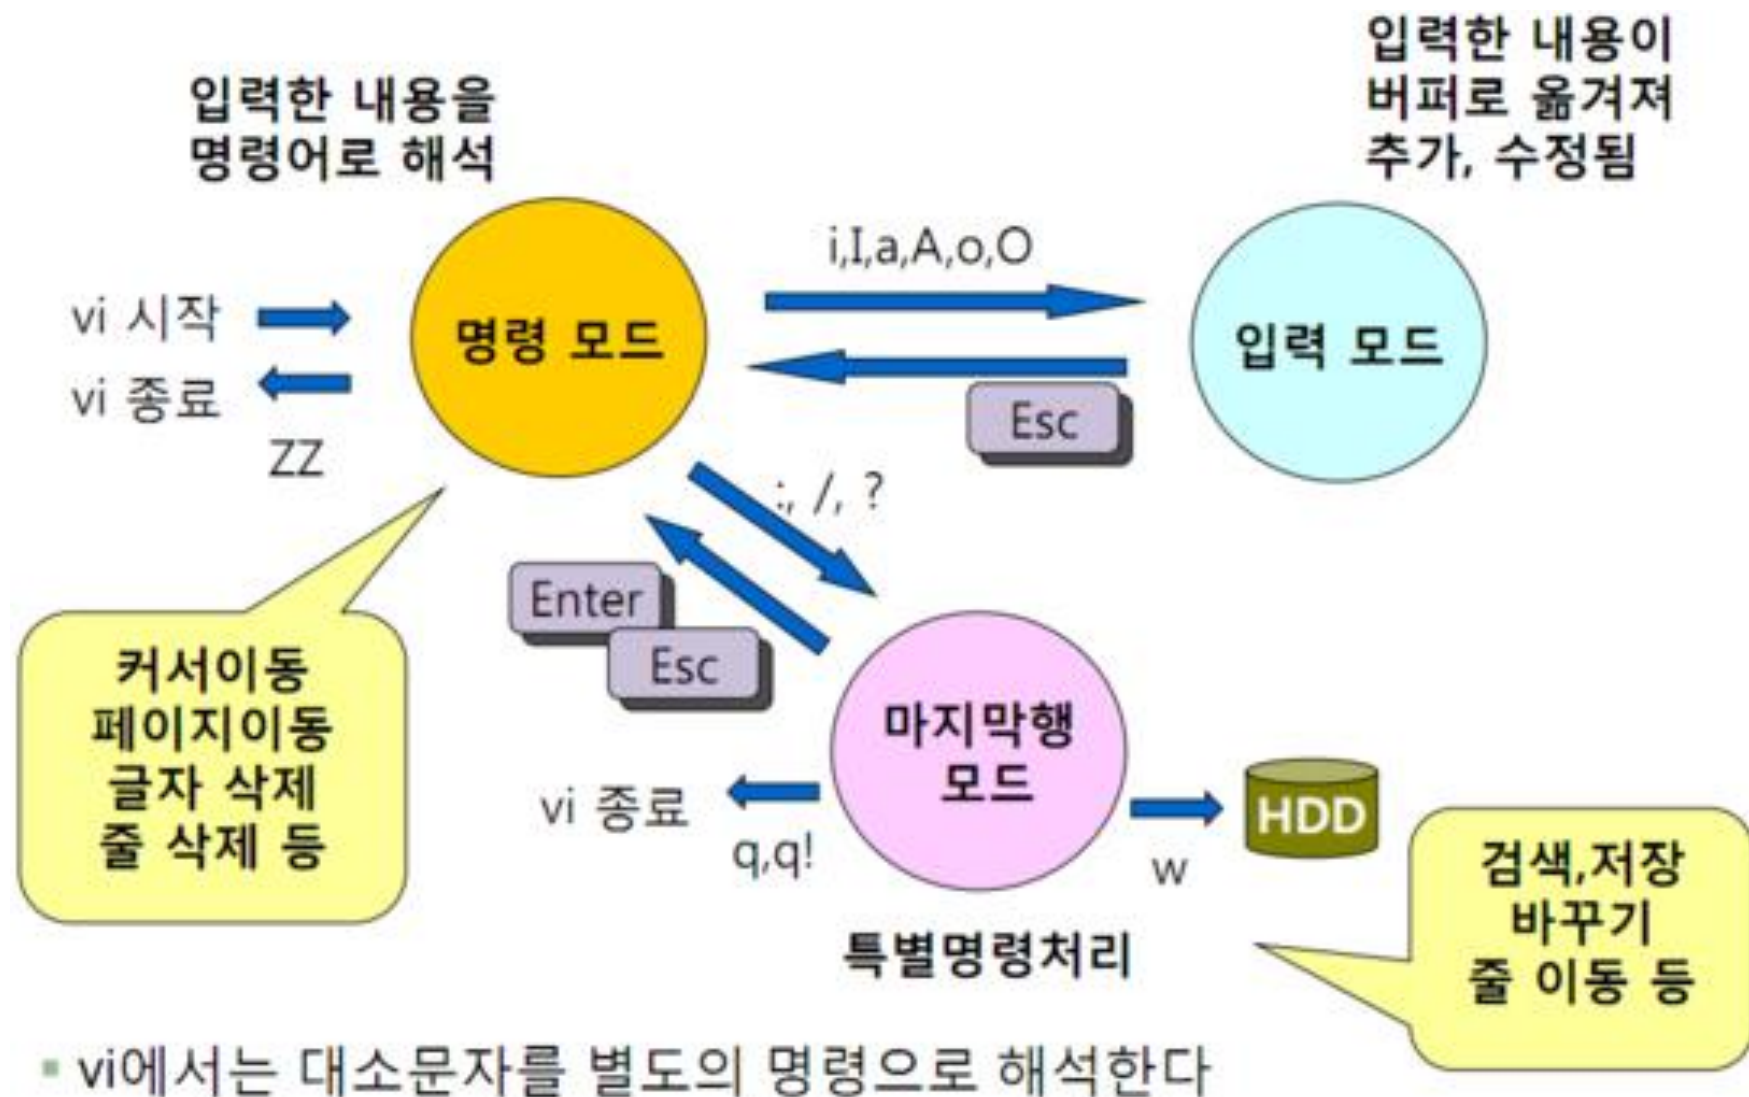 입력한 내용을
명령어로 해석
입력한 내용이
버퍼로 옮겨져
추가, 수정됨
vi 시작
vi 종료
ZZ
명령 모드
i,I,a,A,o,O
Esc
입력 모드
:, /, ?
Enter
Esc
커서이동
페이지이동
글자 삭제
줄 삭제 등
마지막행
모드
vi 종료
q,q!
w
HDD
특별명령처리
검색,저장
바꾸기
줄 이동 등
vi에서는 대소문자를 별도의 명령으로 해석한다